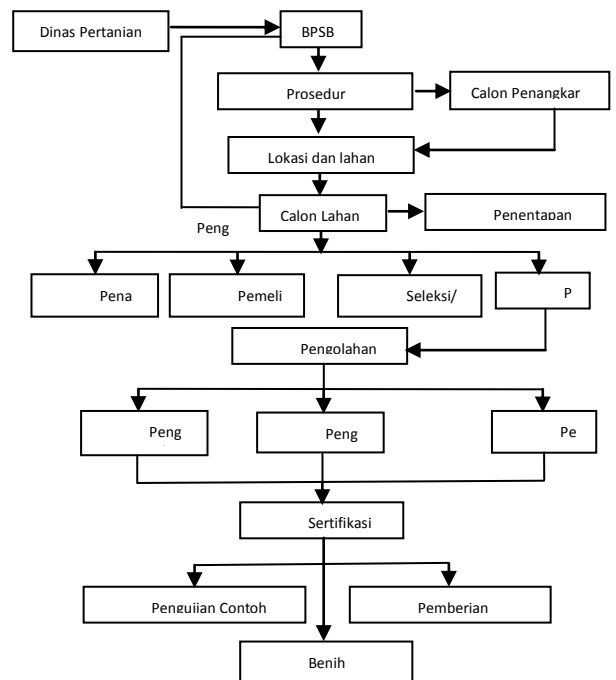 Dinas Pertanian
BPSB
Prosedur
Calon Penangkar
Lokasi dan lahan
Calon Lahan
Penentapan
Peng
Pena
Pemeli
Seleksi/
P
Pengolahan
Peng
Peng
Pe
Sertifikasi
Pengujian Contoh
Pemberian
Benih